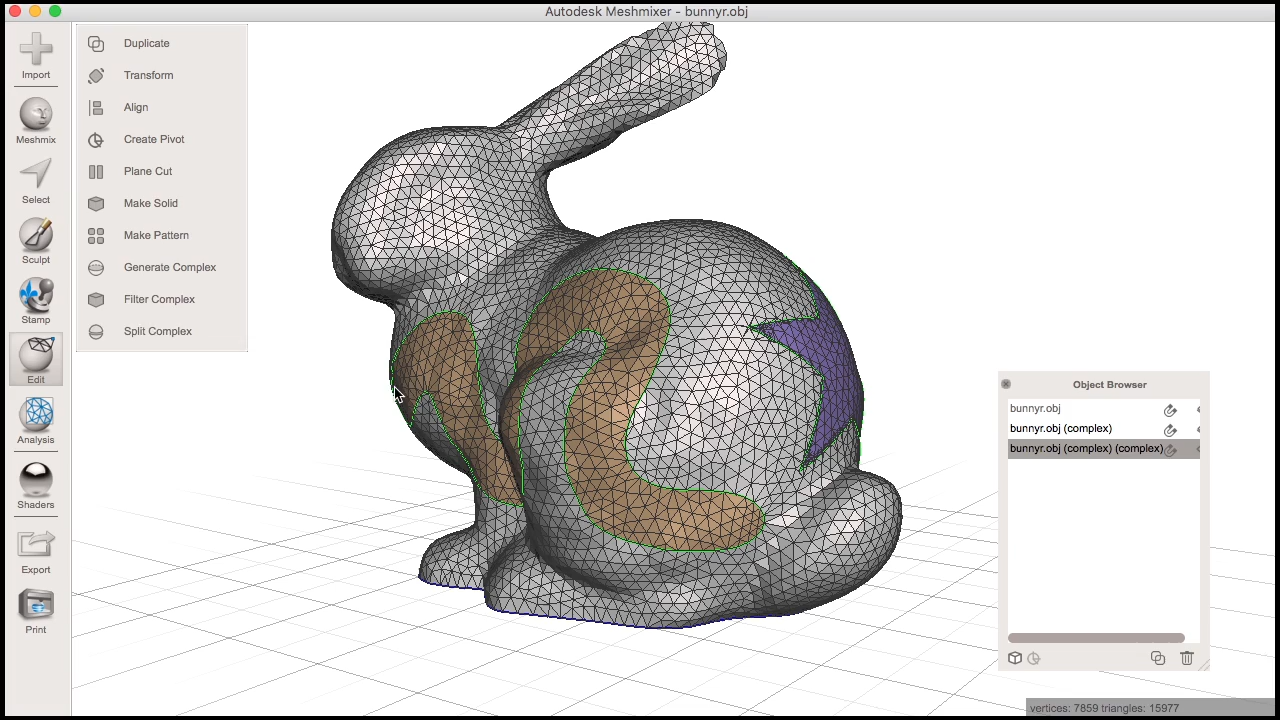 Autodesk Meshmixer - bunnyr.obj
Import
Meshmix
Select
Sculpt
Stamp
Edit
Analysis
Shaders
Export
Print
Duplicate
Transform
Align
Create Pivot
Plane Cut
Make Solid
Make Pattern
Generate Complex
Filter Complex
Split Complex
Object Browser
bunnyr.obj
bunnyr.obj (complex)
bunnyr.obj (complex) (complex)
vertices: 7859 triangles: 15977